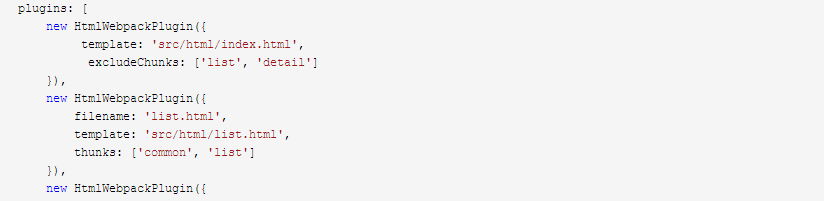 plugins: [
new HtmlWebpackPlugin({
template: 'src/html/index.html',
excludeChunks: ['list', 'detail']
}),
new HtmlWebpackPlugin({
filename: 'list.html',
template: 'src/html/list.html',
thunks: ['common', 'list']
}),
new HtmlWebpackPlugin({